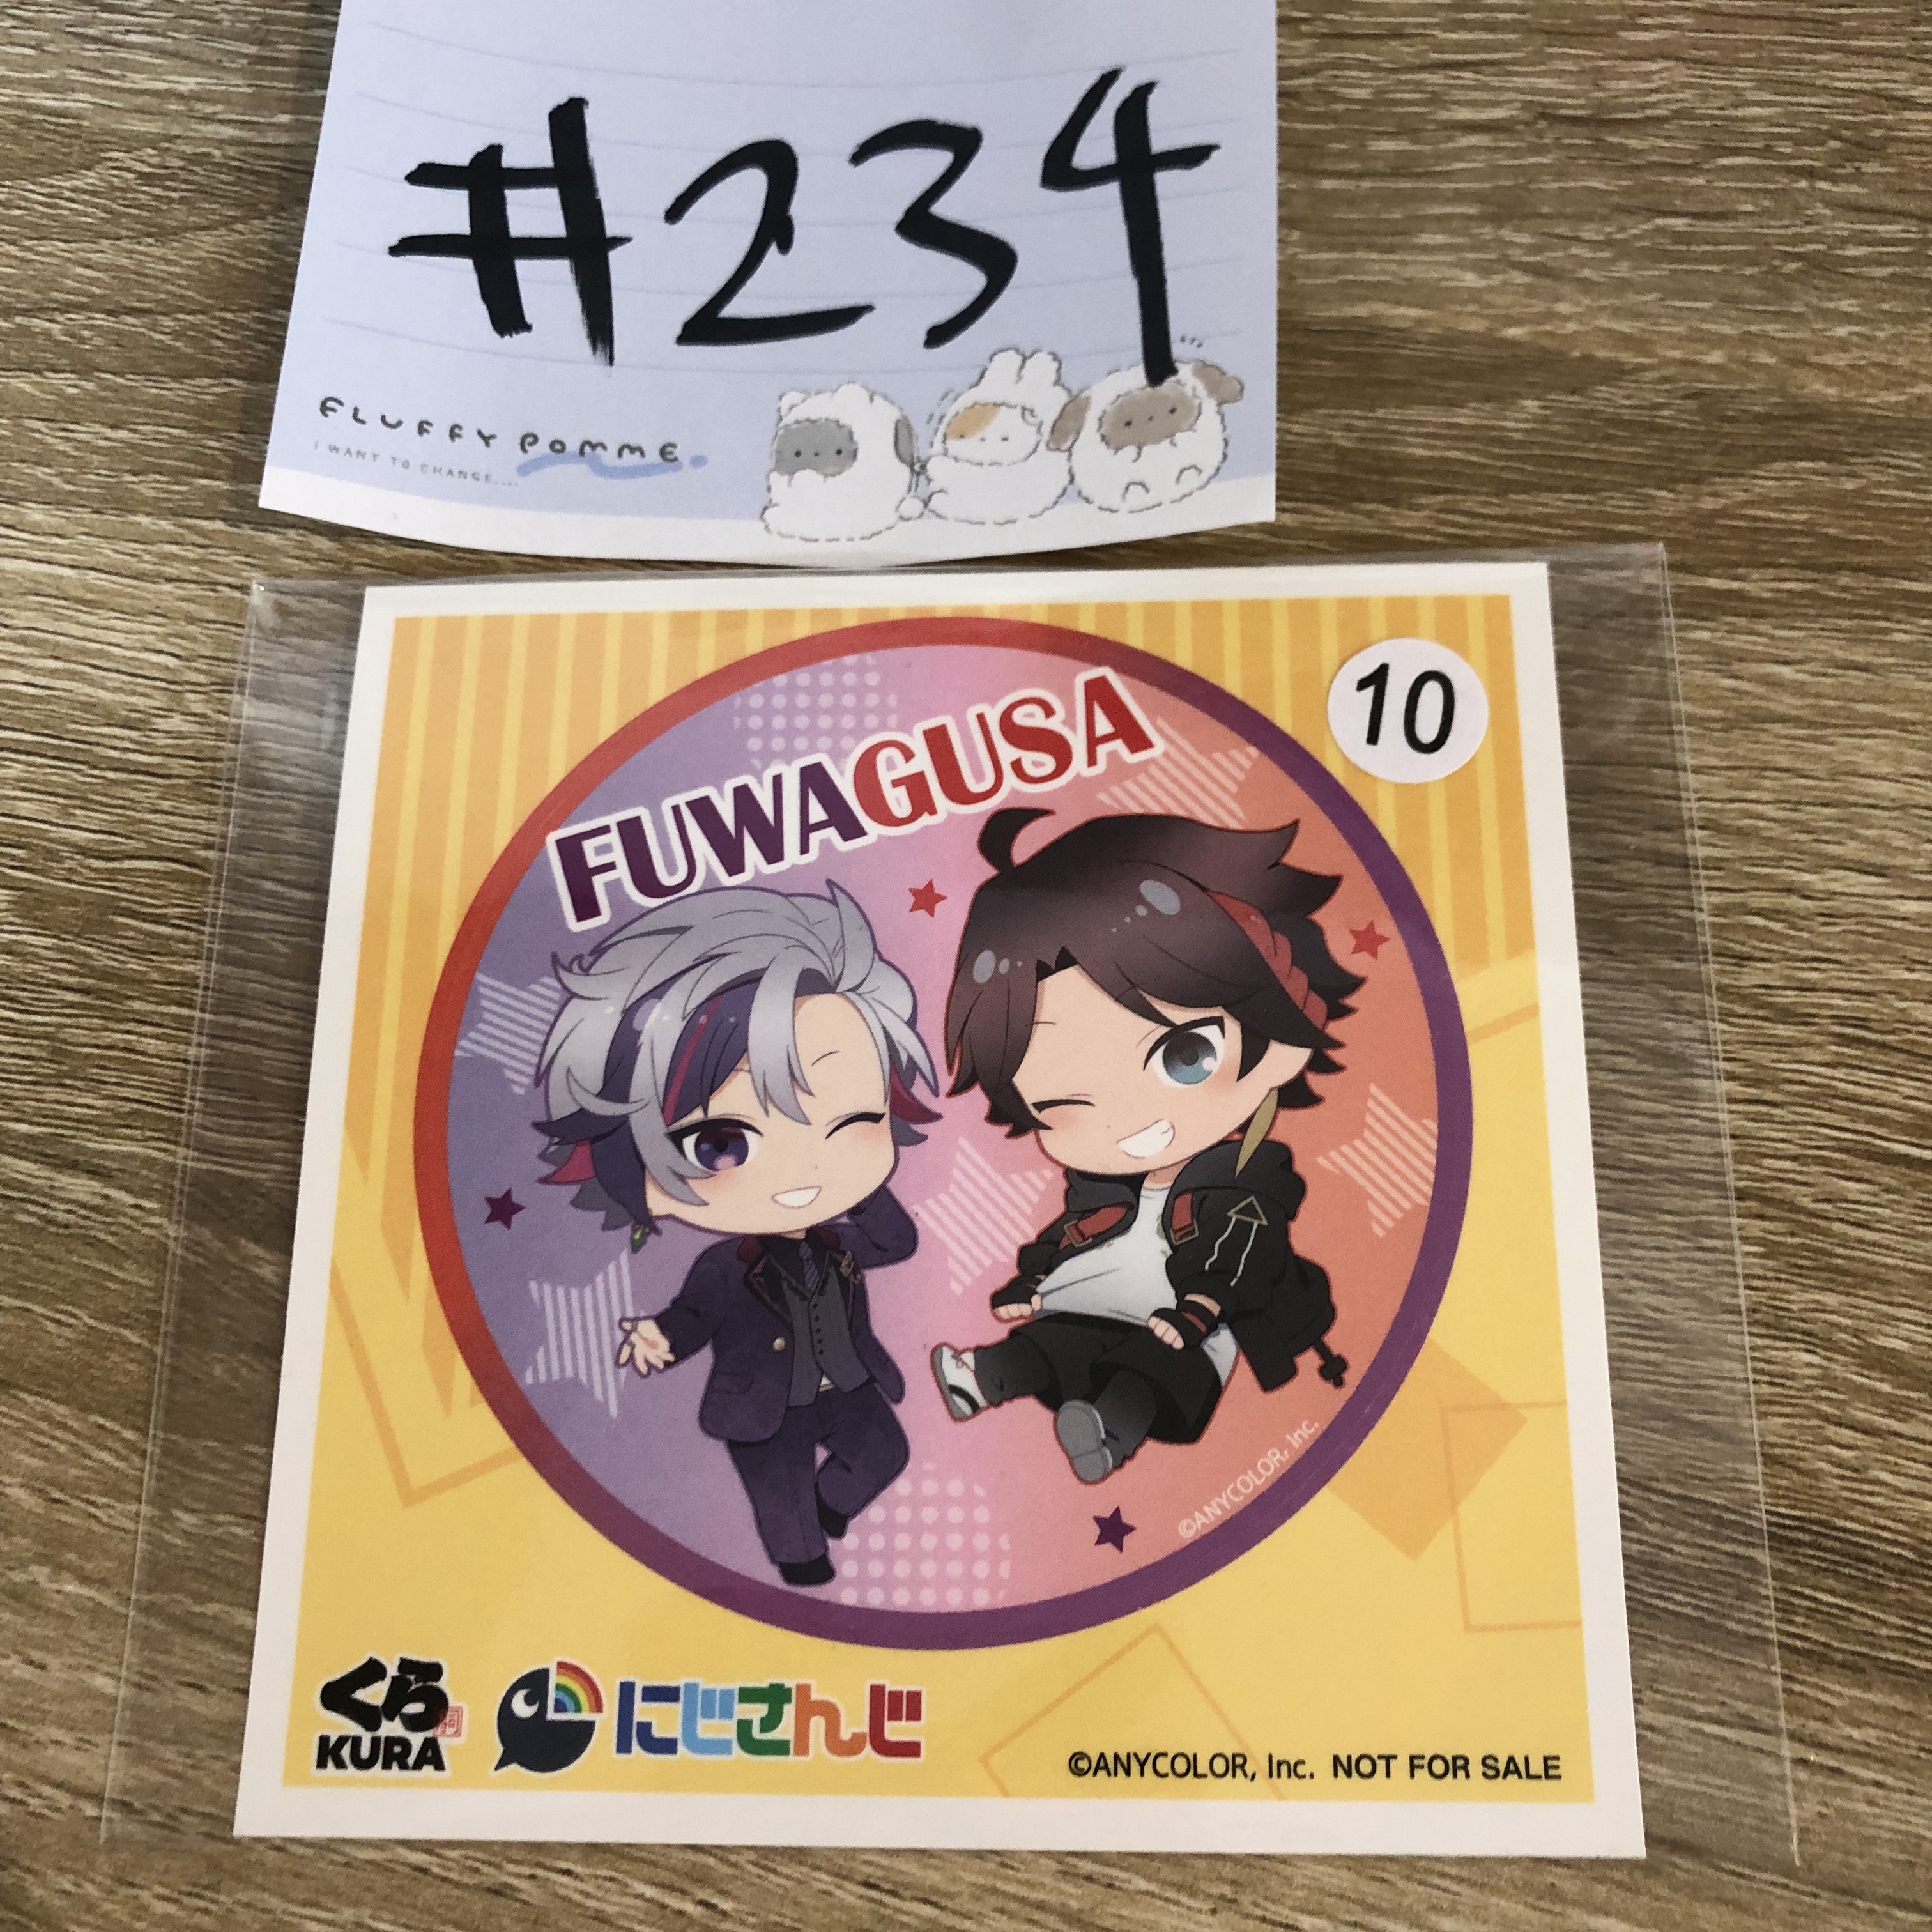 #234
FLUFFY POMME.
I WANT TO CHANGE....
10
FUWAGUSA
©ANYCOLOR, Inc.
くら
KURA
にじさんじ
©ANYCOLOR, Inc. NOT FOR SALE